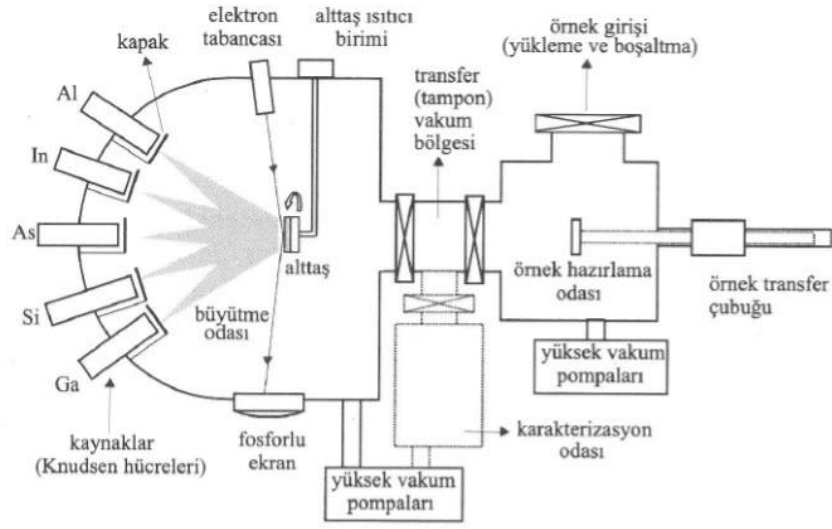 elektron
tabancası
alttaş ısıtıcı
birimi
kapak
örnek girişi
(yükleme ve boşaltma)
transfer
(tampon)
vakum
bölgesi
Al
In
As
Si
Ga
alttaş
büyütme
odası
örnek hazırlama
odası
örnek transfer
çubuğu
yüksek vakum
pompaları
kaynaklar
(Knudsen hücreleri)
fosforlu
ekran
karakterizasyon
odası
yüksek vakum
pompaları